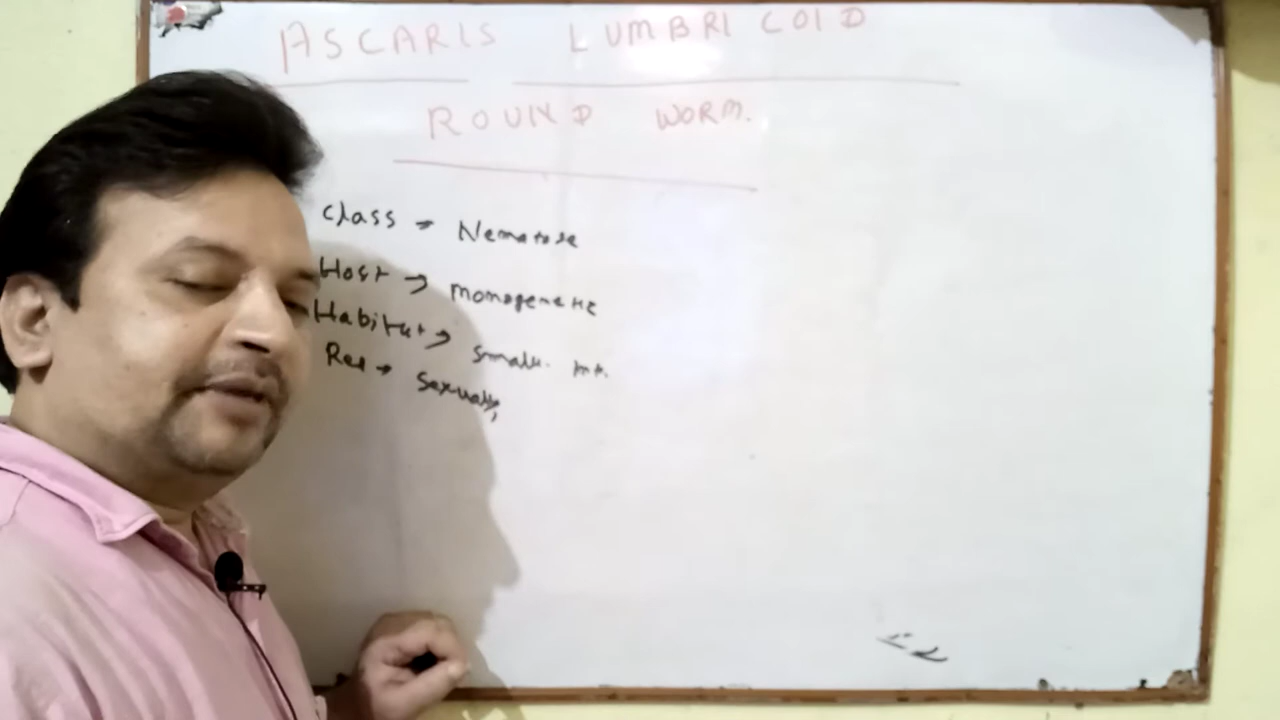 ASCARIS LUMBRICOID
ROUND WORM.
Class → Nematode
Host → monogenetic
Habitat → small. int.
Rep → Sexually,